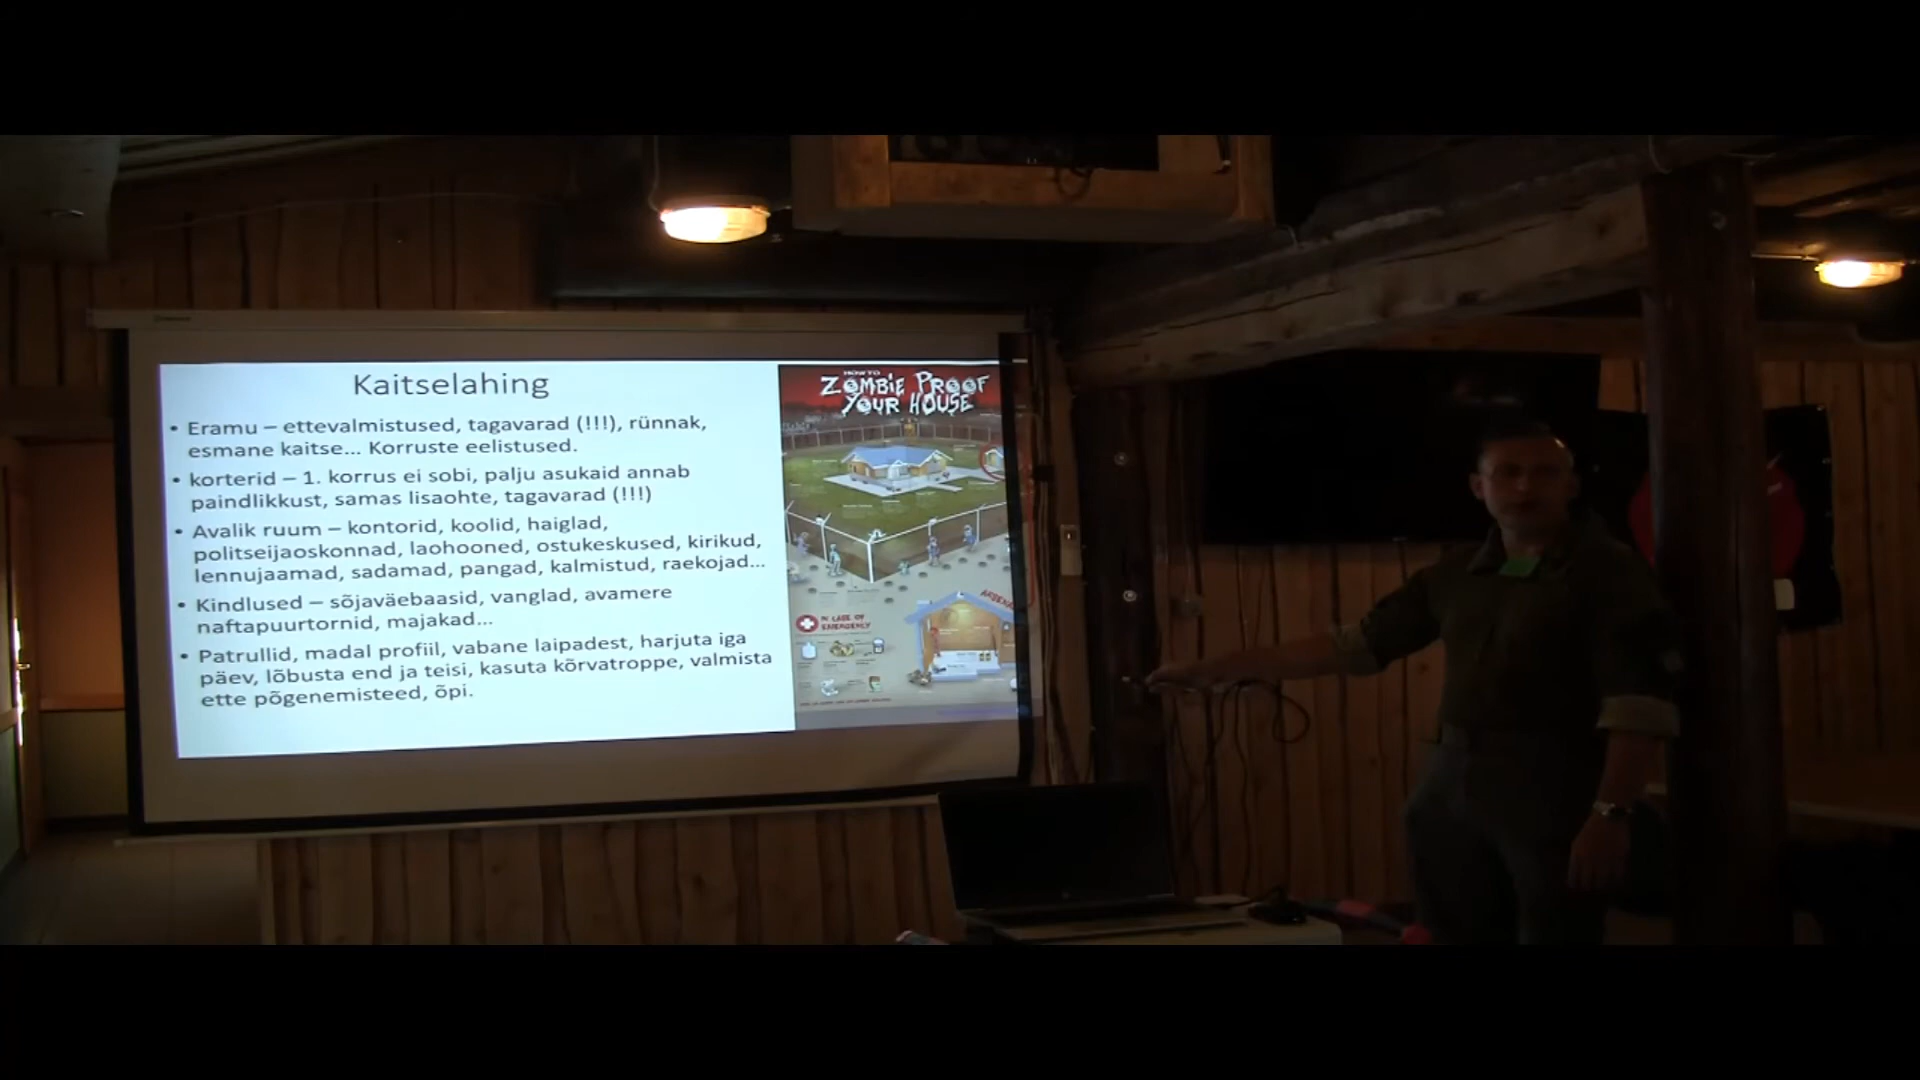 Kaitselahing
• Eramu – ettevalmistused, tagavarad (!!!), rünnak,
esmane kaitse... Korruste eelistused.
• korterid – 1. korrus ei sobi, palju asukaid annab
paindlikkust, samas lisaohte, tagavarad (!!!)
• Avalik ruum – kontorid, koolid, haiglad,
politseijaoskonnad, laohooned, ostukeskused, kirikud,
lennujaamad, sadamad, pangad, kalmistud, raekojad...
• Kindlused – sõjaväebaasid, vanglad, avamere
naftapuurtornid, majakad...
• Patrullid, madal profiil, vabane laipadest, harjuta iga
päev, lõbusta end ja teisi, kasuta kõrvatroppe, valmista
ette põgenemisteed, õpi.
HOW TO
ZOMBIE PROOF
YOUR HOUSE
IN CASE OF
EMERGENCY